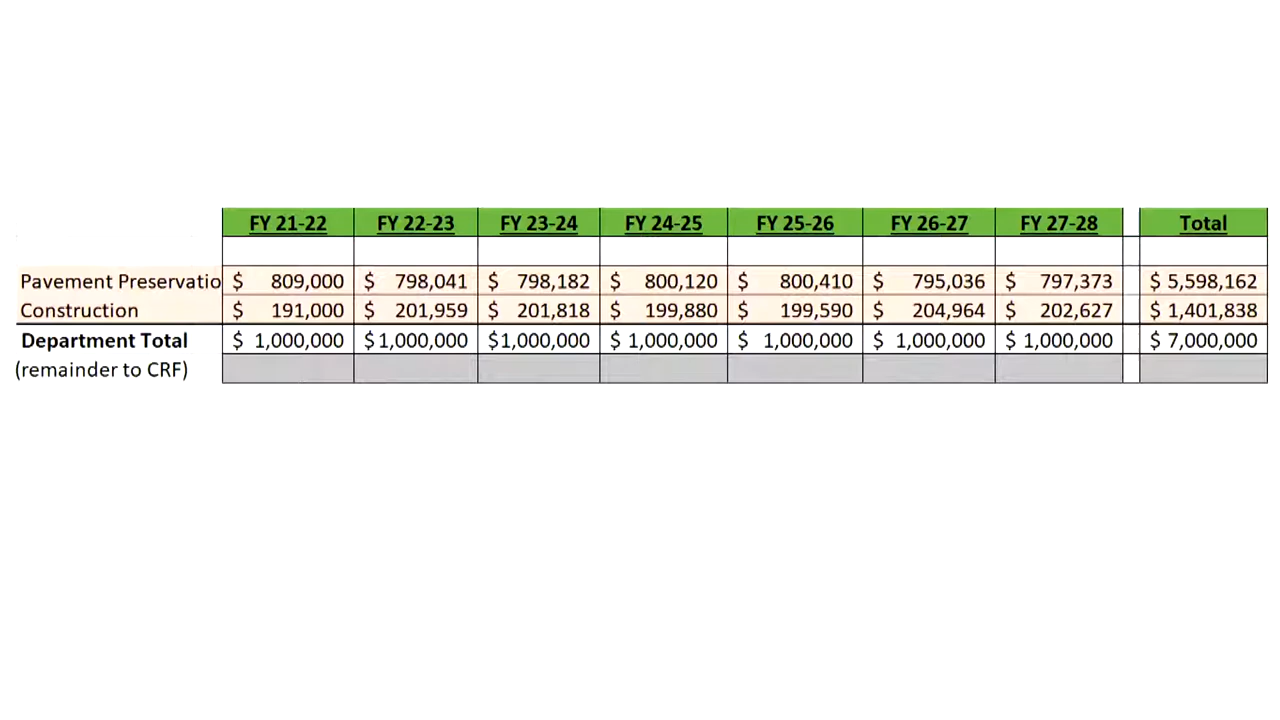 FY 21-22 FY 22-23 FY 23-24 FY 24-25 FY 25-26 FY 26-27 FY 27-28 Total
Pavement Preservatio $ 809,000 $ 798,041 $ 798,182 $ 800,120 $ 800,410 $ 795,036 $ 797,373 $ 5,598,162
Construction $ 191,000 $ 201,959 $ 201,818 $ 199,880 $ 199,590 $ 204,964 $ 202,627 $ 1,401,838
Department Total $ 1,000,000 $ 1,000,000 $ 1,000,000 $ 1,000,000 $ 1,000,000 $ 1,000,000 $ 1,000,000 $ 7,000,000
(remainder to CRF)